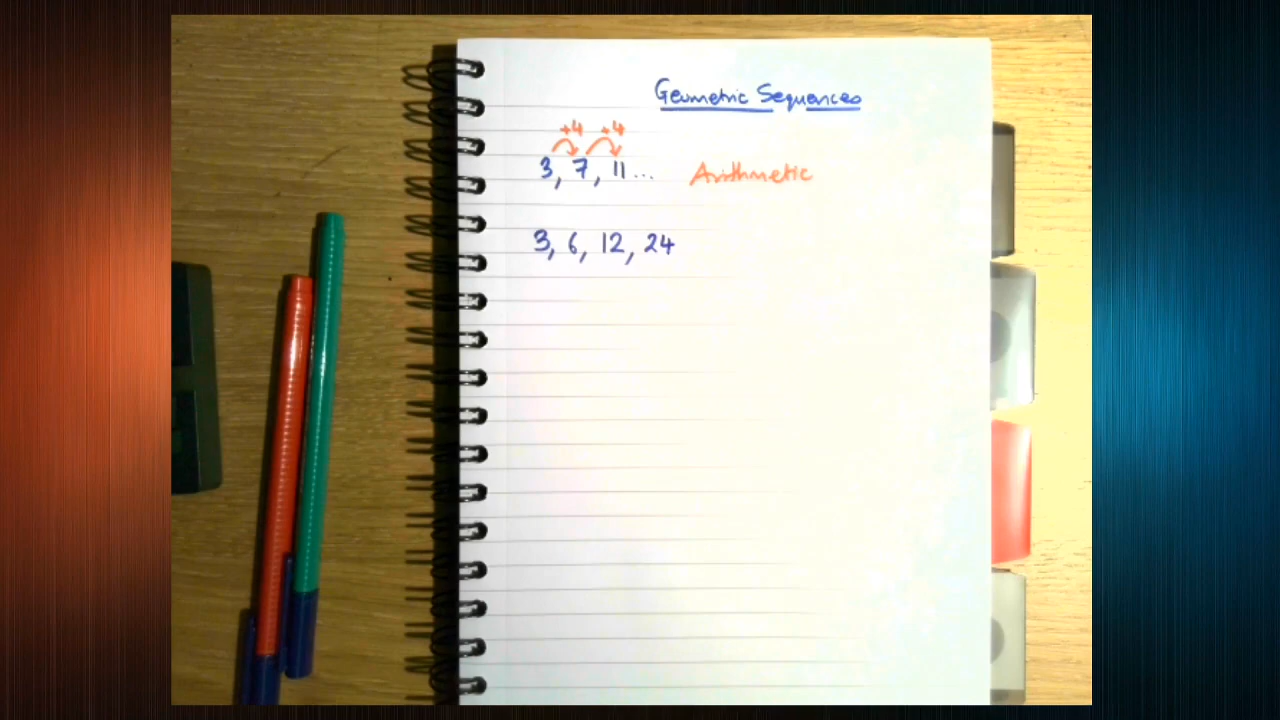 Geometric Sequences
+4 +4
3, 7, 11... Arithmetic
3, 6, 12, 24